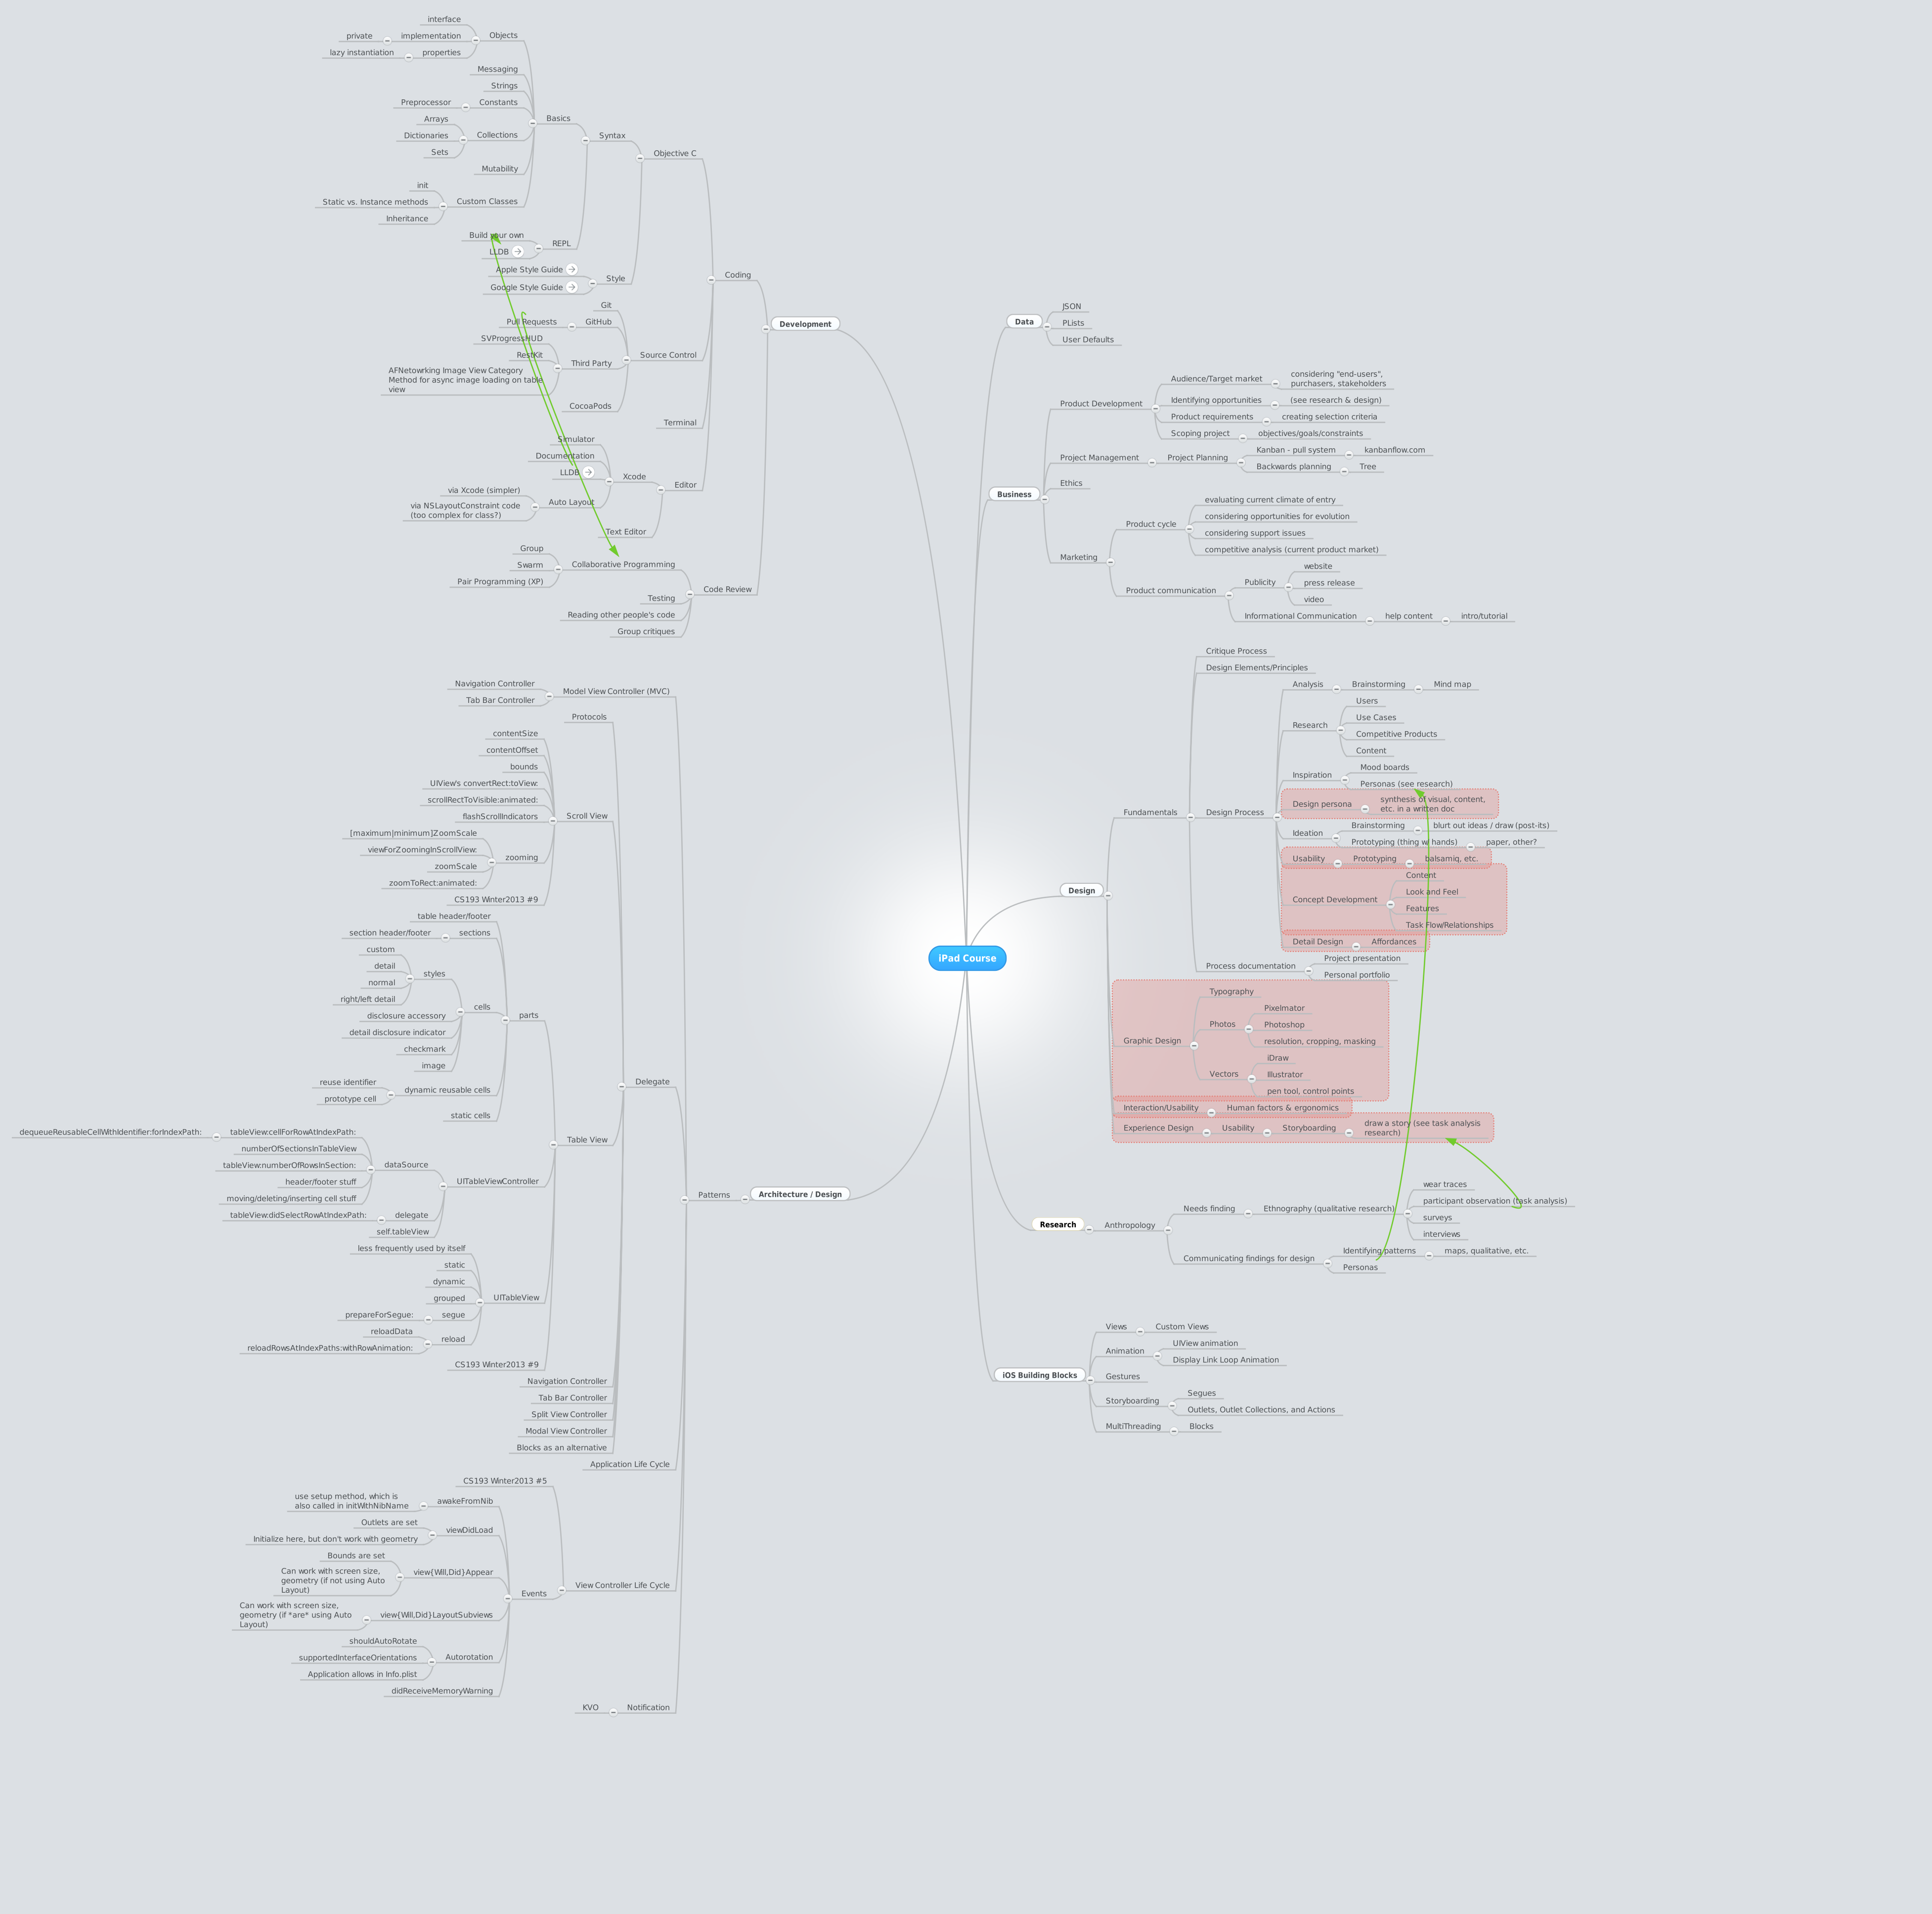 iPad Course
Development
Coding
Objective C
Syntax
Basics
Objects
interface
implementation
private
properties
lazy instantiation
Messaging
Strings
Constants
Preprocessor
Collections
Arrays
Dictionaries
Sets
Mutability
Custom Classes
init
Static vs. Instance methods
Inheritance
REPL
Build your own
LLDB
Style
Apple Style Guide
Google Style Guide
Source Control
Git
GitHub
Pull Requests
Third Party
SVProgressHUD
RestKit
AFNetowrking Image View Category
Method for async image loading on table
view
CocoaPods
Terminal
Editor
Xcode
Simulator
Documentation
LLDB
Auto Layout
via Xcode (simpler)
via NSLayoutConstraint code
(too complex for class?)
Text Editor
Code Review
Collaborative Programming
Group
Swarm
Pair Programming (XP)
Testing
Reading other people's code
Group critiques
Architecture / Design
Patterns
Model View Controller (MVC)
Navigation Controller
Tab Bar Controller
Delegate
Protocols
Scroll View
contentSize
contentOffset
bounds
UIView's convertRect:toView:
scrollRectToVisible:animated:
flashScrollIndicators
zooming
[maximum|minimum]ZoomScale
viewForZoomingInScrollView:
zoomScale
zoomToRect:animated:
CS193 Winter2013 #9
Table View
parts
table header/footer
sections
section header/footer
cells
styles
custom
detail
normal
right/left detail
disclosure accessory
detail disclosure indicator
checkmark
image
dynamic reusable cells
reuse identifier
prototype cell
static cells
UITableViewController
dataSource
tableView:cellForRowAtIndexPath:
dequeueReusableCellWithIdentifier:forIndexPath:
numberOfSectionsInTableView
tableView:numberOfRowsInSection:
header/footer stuff
moving/deleting/inserting cell stuff
delegate
tableView:didSelectRowAtIndexPath:
self.tableView
UITableView
less frequently used by itself
static
dynamic
grouped
segue
prepareForSegue:
reload
reloadData
reloadRowsAtIndexPaths:withRowAnimation:
CS193 Winter2013 #9
Navigation Controller
Tab Bar Controller
Split View Controller
Modal View Controller
Blocks as an alternative
Application Life Cycle
View Controller Life Cycle
CS193 Winter2013 #5
Events
awakeFromNib
use setup method, which is
also called in initWithNibName
viewDidLoad
Outlets are set
Initialize here, but don't work with geometry
view{Will,Did}Appear
Bounds are set
Can work with screen size,
geometry (if not using Auto
Layout)
view{Will,Did}LayoutSubviews
Can work with screen size,
geometry (if *are* using Auto
Layout)
Autorotation
shouldAutoRotate
supportedInterfaceOrientations
Application allows in Info.plist
didReceiveMemoryWarning
Notification
KVO
Data
JSON
PLists
User Defaults
Business
Product Development
Audience/Target market
considering "end-users",
purchasers, stakeholders
Identifying opportunities
(see research & design)
Product requirements
creating selection criteria
Scoping project
objectives/goals/constraints
Project Management
Project Planning
Kanban - pull system
kanbanflow.com
Backwards planning
Tree
Ethics
Marketing
Product cycle
evaluating current climate of entry
considering opportunities for evolution
considering support issues
competitive analysis (current product market)
Product communication
Publicity
website
press release
video
Informational Communication
help content
intro/tutorial
Design
Fundamentals
Critique Process
Design Elements/Principles
Design Process
Analysis
Brainstorming
Mind map
Research
Users
Use Cases
Competitive Products
Content
Inspiration
Mood boards
Personas (see research)
Design persona
synthesis of visual, content,
etc. in a written doc
Ideation
Brainstorming
blurt out ideas / draw (post-its)
Prototyping (thing w/ hands)
paper, other?
Usability
Prototyping
balsamiq, etc.
Concept Development
Content
Look and Feel
Features
Task Flow/Relationships
Detail Design
Affordances
Process documentation
Project presentation
Personal portfolio
Graphic Design
Typography
Photos
Pixelmator
Photoshop
resolution, cropping, masking
Vectors
iDraw
Illustrator
pen tool, control points
Interaction/Usability
Human factors & ergonomics
Experience Design
Usability
Storyboarding
draw a story (see task analysis
research)
Research
Anthropology
Needs finding
Ethnography (qualitative research)
wear traces
participant observation (task analysis)
surveys
interviews
Communicating findings for design
Identifying patterns
maps, qualitative, etc.
Personas
iOS Building Blocks
Views
Custom Views
Animation
UIView animation
Display Link Loop Animation
Gestures
Storyboarding
Segues
Outlets, Outlet Collections, and Actions
MultiThreading
Blocks